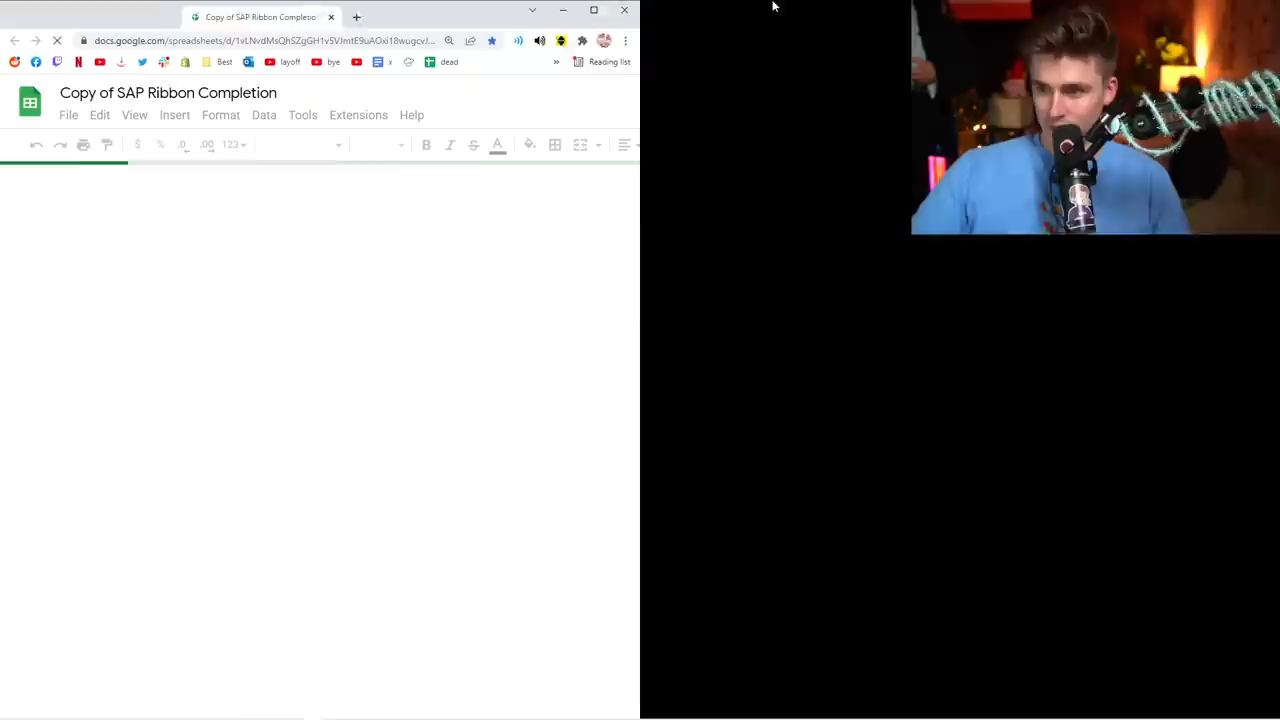 Copy of SAP Ribbon Completio
docs.google.com/spreadsheets/d/1vLNvdMsQhSZgGH1v5VJmtE9uAOxi18wugcvJ...
Best layoff bye x dead » Reading list
Copy of SAP Ribbon Completion
File Edit View Insert Format Data Tools Extensions Help
$ % .0 .00 123 B I S A